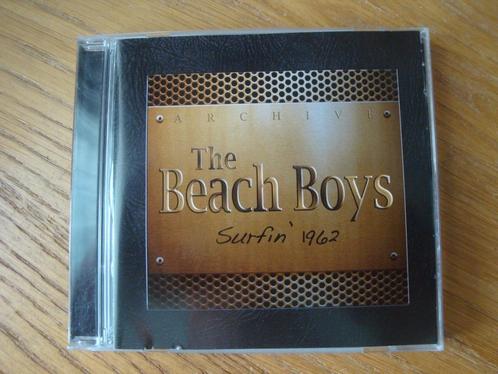 ARCHIVE
The
Beach Boys
Surfin' 1962